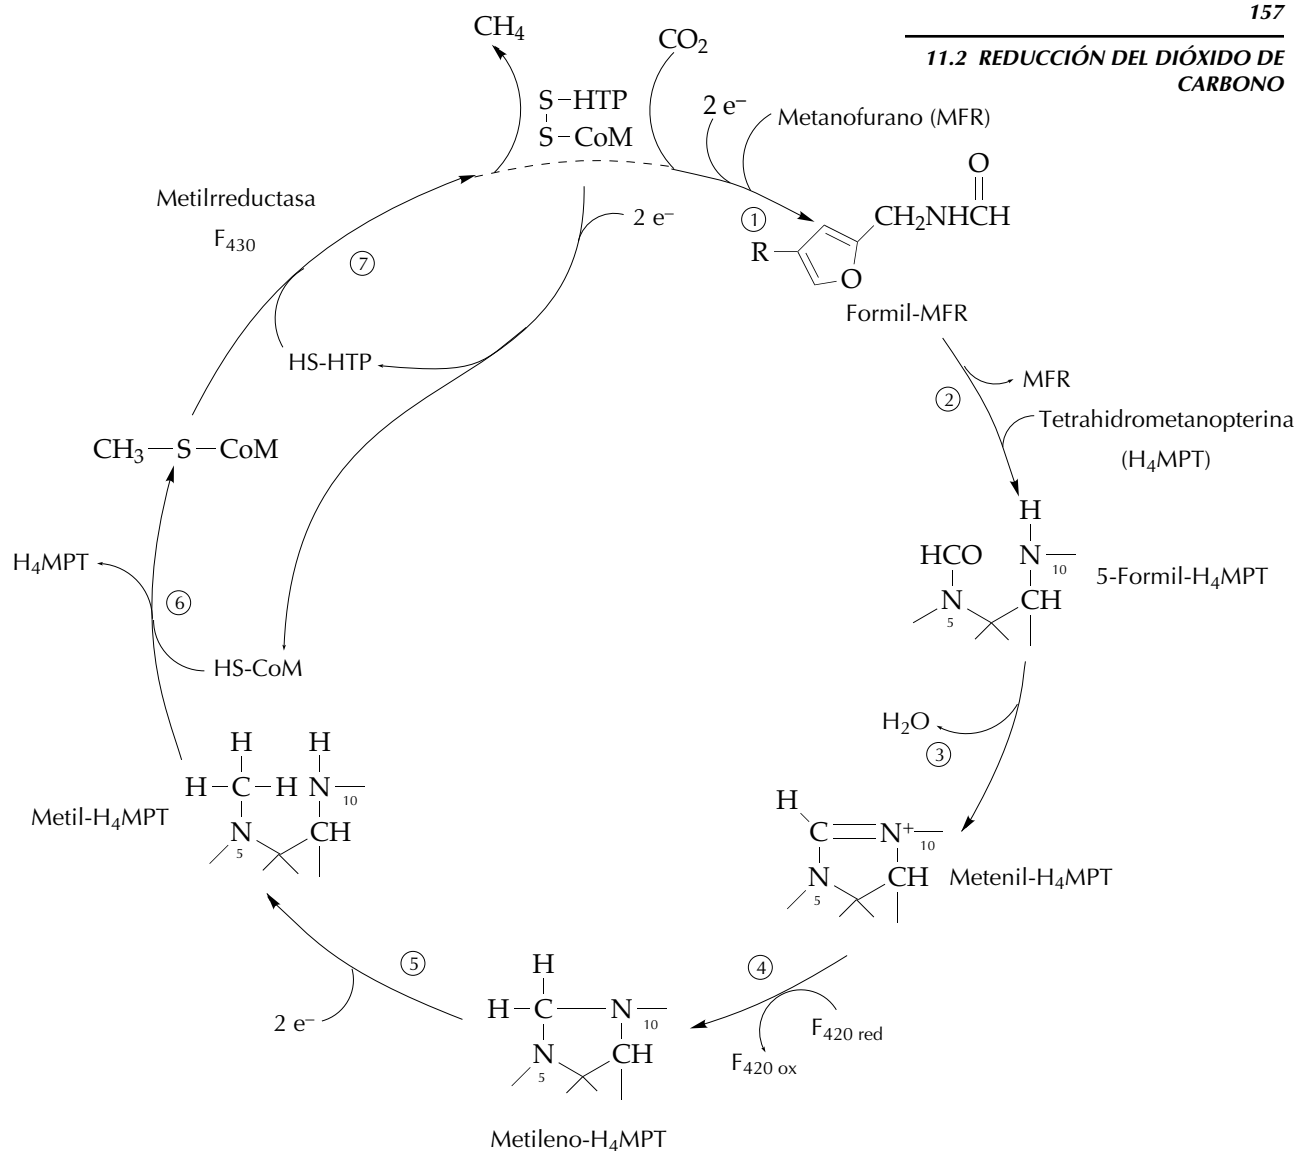 157
11.2 REDUCCIÓN DEL DIÓXIDO DE
CARBONO
CH4
CO2
S–HTP
S–CoM
2 e–
Metanofurano (MFR)
O
CH2NHCH
R
O
1
Formil-MFR
Metilrreductasa
F430
7
2 e–
HS-HTP
2
MFR
Tetrahidrometanopterina
(H4MPT)
CH3—S—CoM
H
HCO
N
10
5-Formil-H4MPT
N
5
CH
H4MPT
6
HS-CoM
H2O
3
H
H
H–C–H
N
10
Metil-H4MPT
N
5
CH
H
C
N+
10
N
5
CH
Metenil-H4MPT
5
4
2 e–
F420 red
F420 ox
H
H–C
N
10
N
5
CH
Metileno-H4MPT